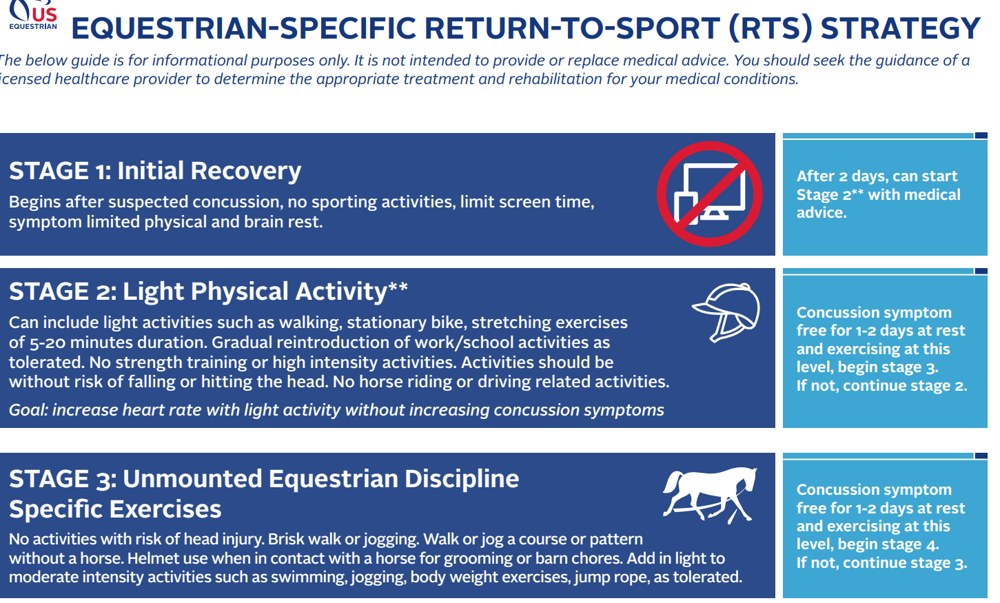 US
EQUESTRIAN
EQUESTRIAN-SPECIFIC RETURN-TO-SPORT (RTS) STRATEGY
The below guide is for informational purposes only. It is not intended to provide or replace medical advice. You should seek the guidance of a
licensed healthcare provider to determine the appropriate treatment and rehabilitation for your medical conditions.
STAGE 1: Initial Recovery
Begins after suspected concussion, no sporting activities, limit screen time,
symptom limited physical and brain rest.
After 2 days, can start
Stage 2** with medical
advice.
STAGE 2: Light Physical Activity**
Can include light activities such as walking, stationary bike, stretching exercises
of 5-20 minutes duration. Gradual reintroduction of work/school activities as
tolerated. No strength training or high intensity activities. Activities should be
without risk of falling or hitting the head. No horse riding or driving related activities.
Goal: increase heart rate with light activity without increasing concussion symptoms
Concussion symptom
free for 1-2 days at rest
and exercising at this
level, begin stage 3.
If not, continue stage 2.
STAGE 3: Unmounted Equestrian Discipline
Specific Exercises
No activities with risk of head injury. Brisk walk or jogging. Walk or jog a course or pattern
without a horse. Helmet use when in contact with a horse for grooming or barn chores. Add in light to
moderate intensity activities such as swimming, jogging, body weight exercises, jump rope, as tolerated.
Concussion symptom
free for 1-2 days at rest
and exercising at this
level, begin stage 4.
If not, continue stage 3.